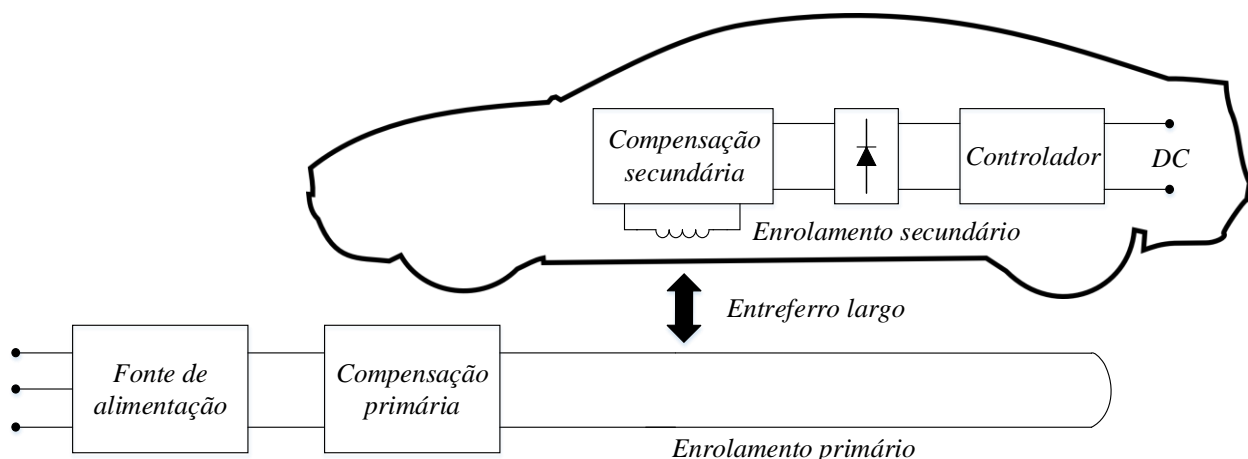 Compensação
secundária
Controlador
DC
Enrolamento secundário
Entreferro largo
Fonte de
alimentação
Compensação
primária
Enrolamento primário